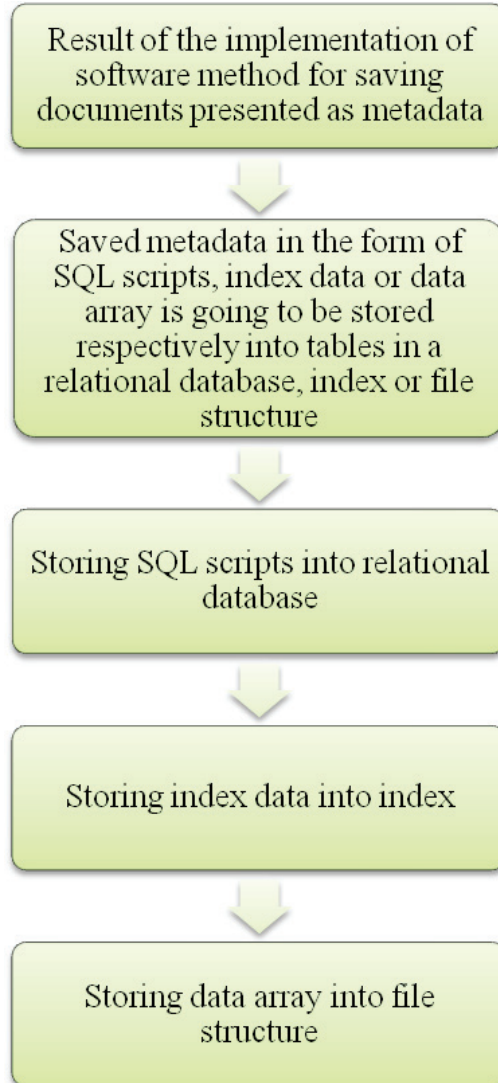 Result of the implementation of
software method for saving
documents presented as metadata
Saved metadata in the form of
SQL scripts, index data or data
array is going to be stored
respectively into tables in a
relational database, index or file
structure
Storing SQL scripts into relational
database
Storing index data into index
Storing data array into file
structure